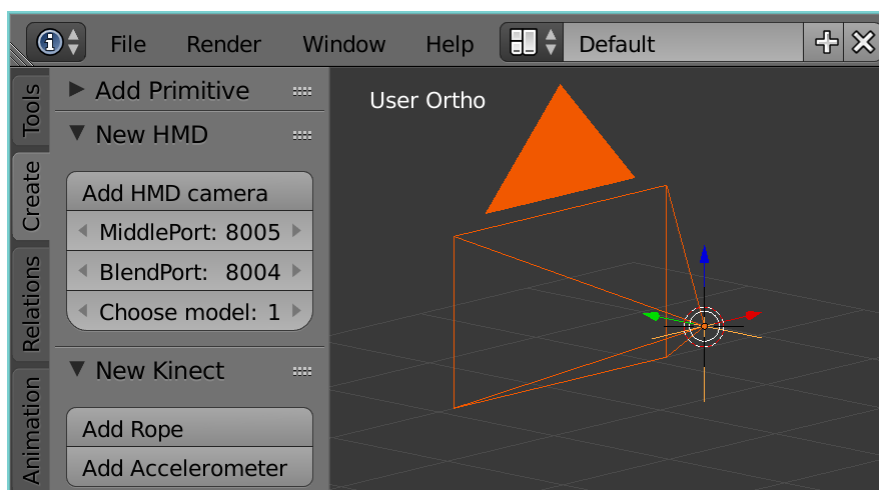 File Render Window Help Default
Tools
Create
Relations
Animation
Add Primitive
New HMD
Add HMD camera
MiddlePort: 8005
BlendPort: 8004
Choose model: 1
New Kinect
Add Rope
Add Accelerometer
User Ortho